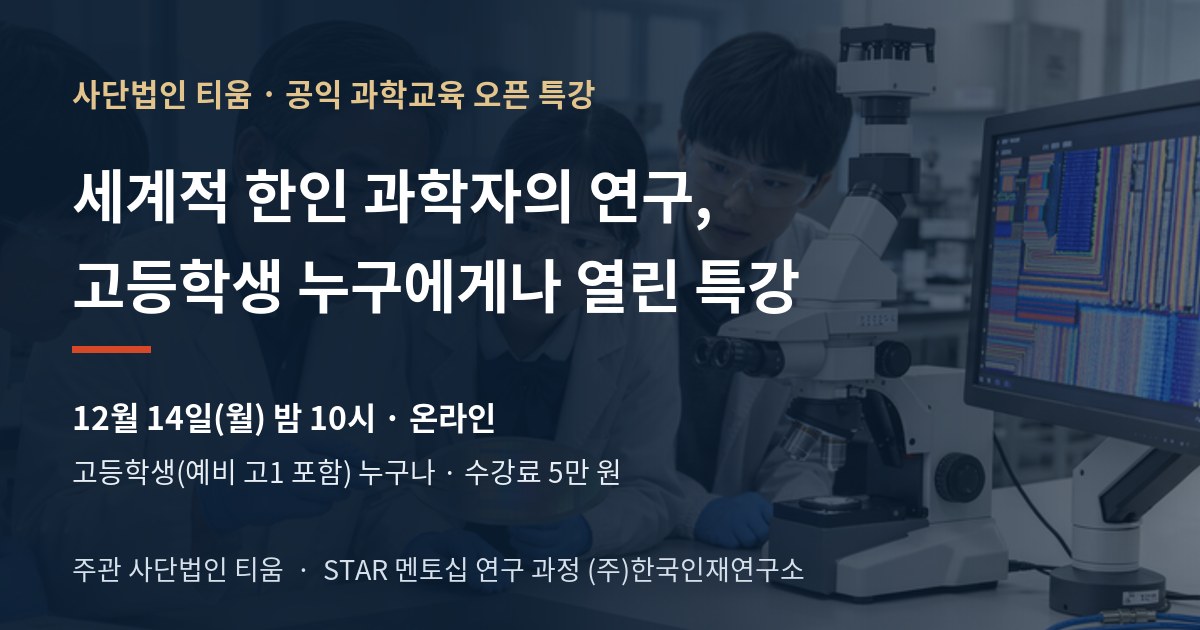 사단법인 티움 · 공익 과학교육 오픈 특강
세계적 한인 과학자의 연구,
고등학생 누구에게나 열린 특강
12월 14일(월) 밤 10시 · 온라인
고등학생(예비 고1 포함) 누구나 · 수강료 5만 원
주관 사단법인 티움 · STAR 멘토십 연구 과정 (주)한국인재연구소